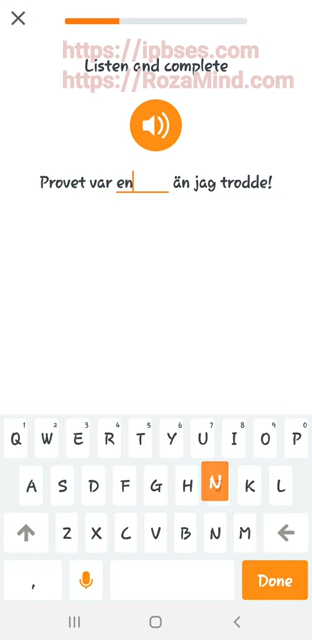 https://ipbses.com
Listen and complete
https://RozaMind.com
Provet var en än jag trodde!
1 2 3 4 5 6 7 8 9 0
Q W E R T Y U I O P
A S D F G H N K L
Z X C V B N M
, Done